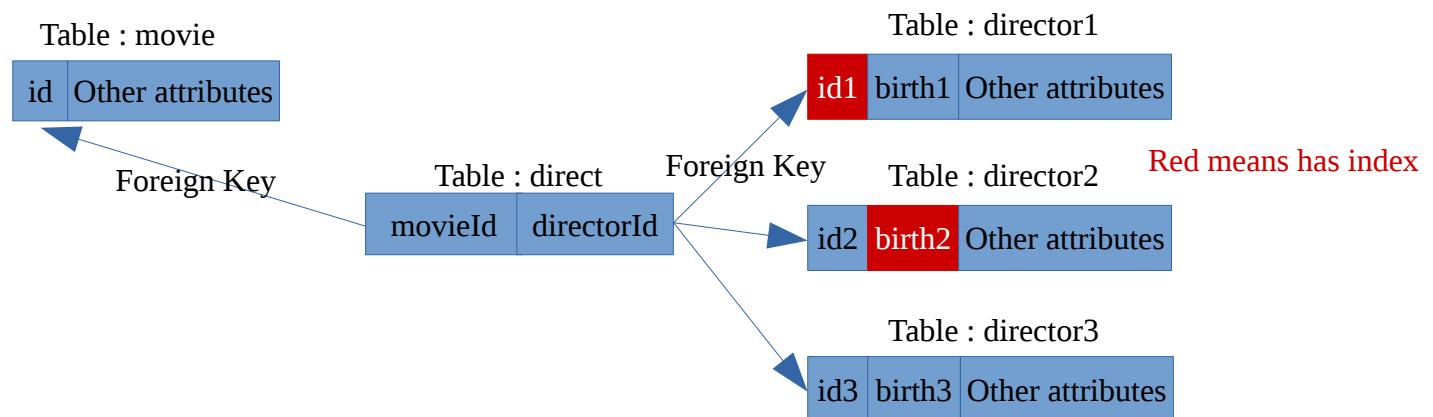 Table : movie
id Other attributes
Foreign Key
Table : direct
movieId directorId
Foreign Key
Table : director1
id1 birth1 Other attributes
Red means has index
Table : director2
id2 birth2 Other attributes
Table : director3
id3 birth3 Other attributes